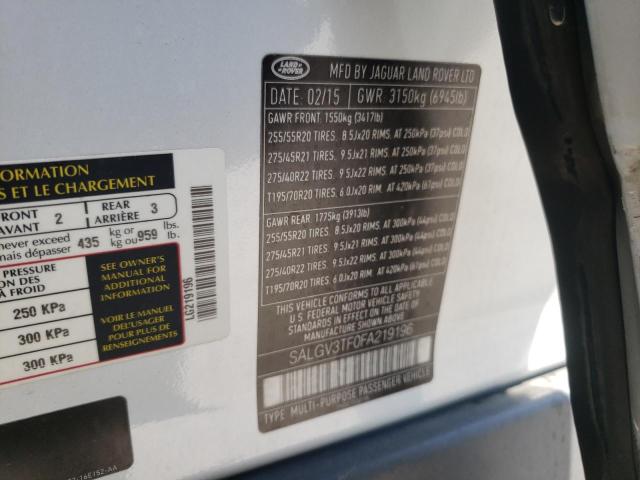 LAND ROVER
MFD BY JAGUAR LAND ROVER LTD
DATE: 02/15 GWR: 3150kg (6945lb)
GAWR FRONT 1550kg (3417lb)
255/55R20 TIRES. 8.5Jx20 RIMS. AT 250kPa (37psi) COLD
275/45R21 TIRES. 9.5Jx21 RIMS. AT 250kPa (37psi) COLD
275/40R22 TIRES. 9.5Jx22 RIMS. AT 250kPa (37psi) COLD
T195/70R20 TIRES. 6.0Jx20 RIM. AT 420kPa (61psi) COLD
GAWR REAR 1775kg (3913lb)
255/55R20 TIRES. 8.5Jx20 RIMS. AT 300kPa (44psi) COLD
275/45R21 TIRES. 9.5Jx21 RIMS. AT 300kPa (44psi) COLD
275/40R22 TIRES. 9.5Jx22 RIMS. AT 300kPa (44psi) COLD
T195/70R20 TIRES. 6.0Jx20 RIM. AT 420kPa (61psi) COLD
THIS VEHICLE CONFORMS TO ALL APPLICABLE
FEDERAL MOTOR VEHICLE SAFETY
STANDARDS IN EFFECT ON THE DATE OF
MANUFACTURE SHOWN ABOVE
SALGV3TF0FA219196
TYPE: MULTI-PURPOSE PASSENGER VEHICLE
FORMATION
S ET LE CHARGEMENT
FRONT 2 REAR 3
AVANT ARRIÈRE
never exceed 435 kg or 959 lbs.
mais dépasser kg ou lb.
PRESSURE
ON DES
À FROID
250 KPa
300 KPa
300 KPa
SEE OWNER'S
MANUAL FOR
ADDITIONAL
INFORMATION
VOIR LE MANUEL
DE L'USAGER
POUR PLUS DE
RENSEIGNEMENTS
LG219196